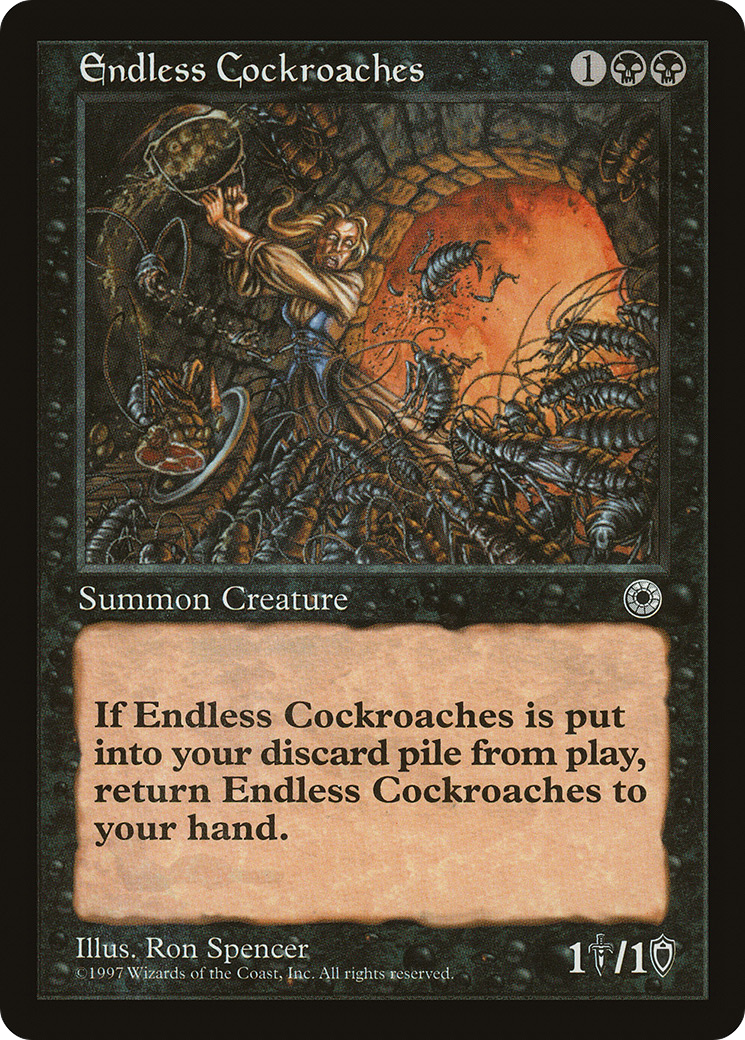 Endless Cockroaches 1
Summon Creature
If Endless Cockroaches is put
into your discard pile from play,
return Endless Cockroaches to
your hand.
Illus. Ron Spencer
©1997 Wizards of the Coast, Inc. All rights reserved.
1/1